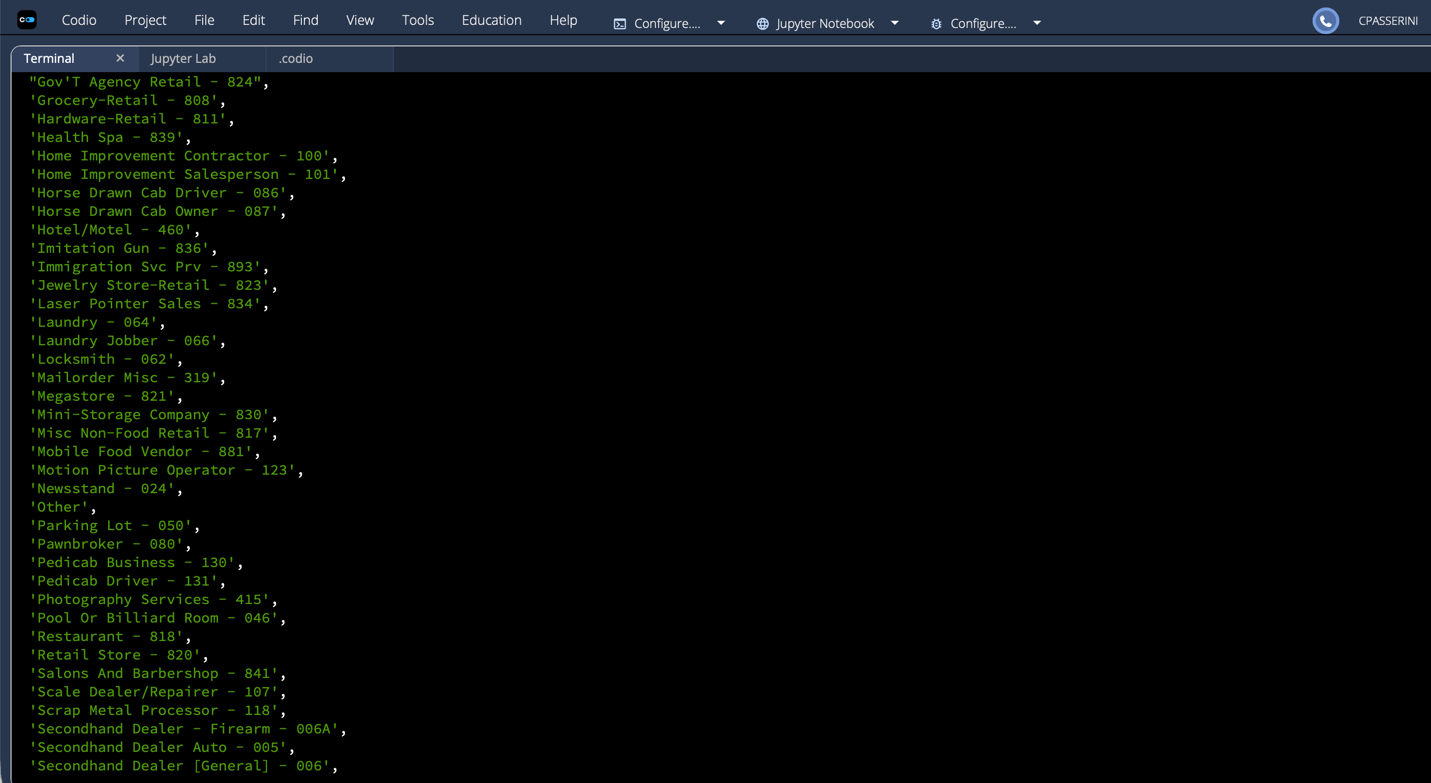 Codio Project File Edit Find View Tools Education Help Configure.... Jupyter Notebook Configure.... CPASSERINI
Terminal × Jupyter Lab .codio
"Gov'T Agency Retail - 824",
'Grocery-Retail - 808',
'Hardware-Retail - 811',
'Health Spa - 839',
'Home Improvement Contractor - 100',
'Home Improvement Salesperson - 101',
'Horse Drawn Cab Driver - 086',
'Horse Drawn Cab Owner - 087',
'Hotel/Motel - 460',
'Imitation Gun - 836',
'Immigration Svc Prv - 893',
'Jewelry Store-Retail - 823',
'Laser Pointer Sales - 834',
'Laundry - 064',
'Laundry Jobber - 066',
'Locksmith - 062',
'Mailorder Misc - 319',
'Megastore - 821',
'Mini-Storage Company - 830',
'Misc Non-Food Retail - 817',
'Mobile Food Vendor - 881',
'Motion Picture Operator - 123',
'Newsstand - 024',
'Other',
'Parking Lot - 050',
'Pawnbroker - 080',
'Pedicab Business - 130',
'Pedicab Driver - 131',
'Photography Services - 415',
'Pool Or Billiard Room - 046',
'Restaurant - 818',
'Retail Store - 820',
'Salons And Barbershop - 841',
'Scale Dealer/Repairer - 107',
'Scrap Metal Processor - 118',
'Secondhand Dealer - Firearm - 006A',
'Secondhand Dealer Auto - 005',
'Secondhand Dealer [General] - 006',